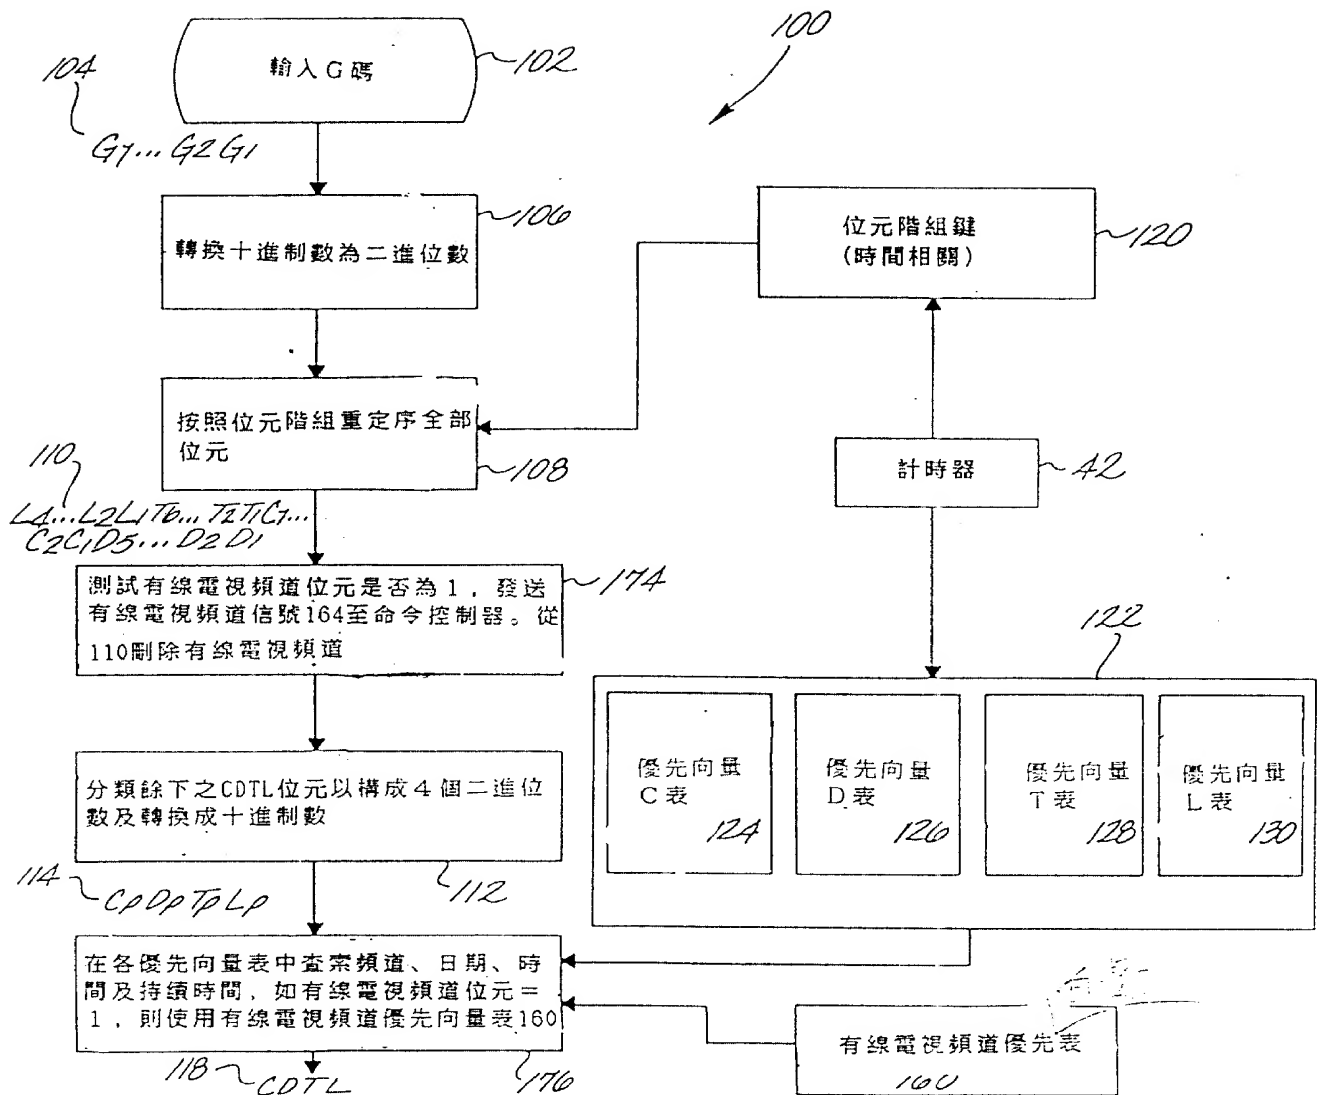 100
輸入G碼
102
104
G7...G2G1
106
轉換十進制數為二進位數
位元階組鍵
(時間相關)
120
按照位元階組重定序全部
位元
108
計時器
42
110
L4...L2L1T6...T2T1C7...
C2C1D5...D2D1
測試有線電視頻道位元是否為1,發送
有線電視頻道信號164至命令控制器。從
110刪除有線電視頻道
174
122
優先向量
C表
124
優先向量
D表
126
優先向量
T表
128
優先向量
L表
130
分類餘下之CDTL位元以構成4個二進位
數及轉換成十進制數
112
114
CpDpTpLp
在各優先向量表中查索頻道、日期、時
間及持續時間,如有線電視頻道位元=
1,則使用有線電視頻道優先向量表160
176
有線電視頻道優先表
160
118
CDTL